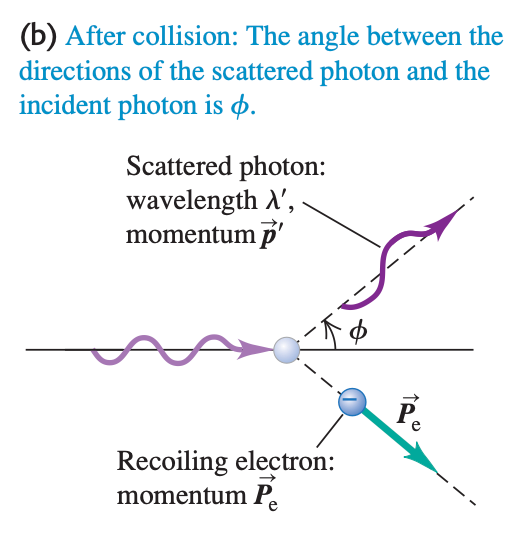 (b) After collision: The angle between the
directions of the scattered photon and the
incident photon is ϕ.
Scattered photon:
wavelength λ′,
momentum p⃗′
ϕ
−
P⃗e
Recoiling electron:
momentum P⃗e